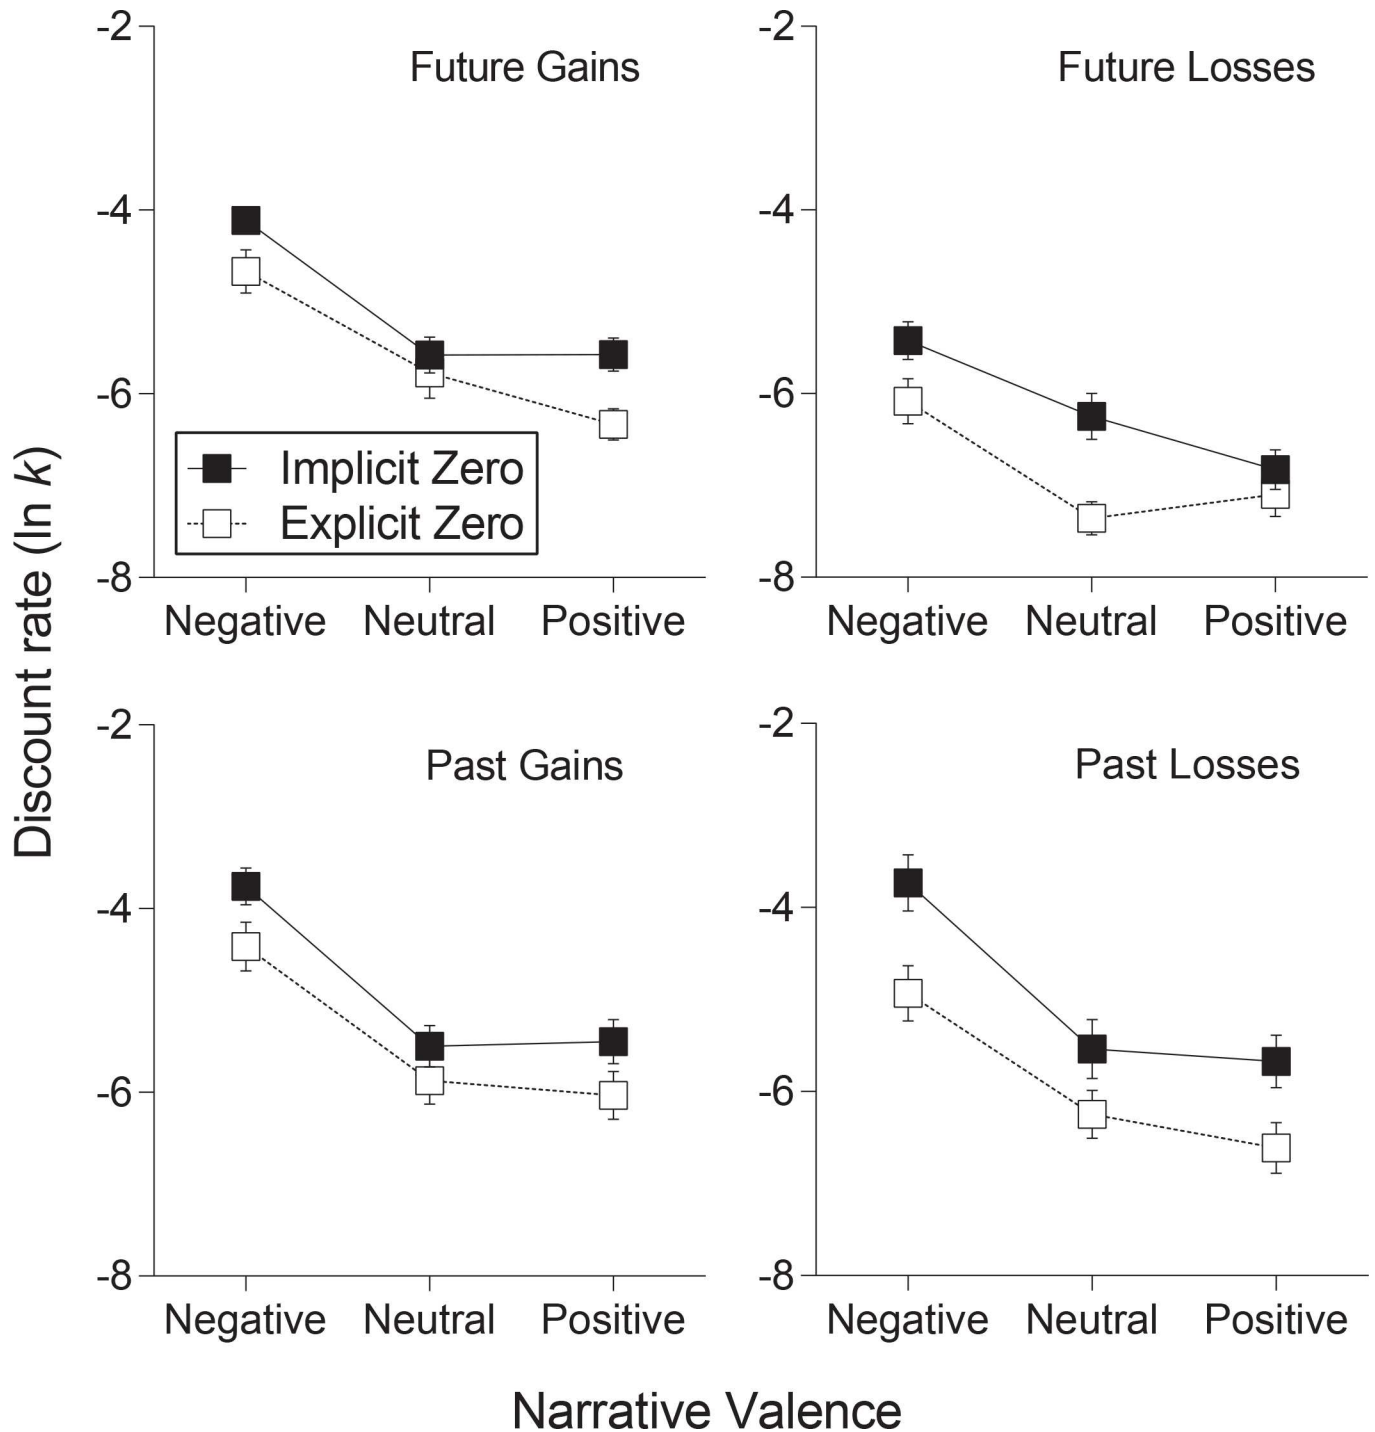 Discount rate (ln k)
Future Gains
-2
-4
-6
-8
Implicit Zero
Explicit Zero
Negative Neutral Positive
Future Losses
-2
-4
-6
-8
Negative Neutral Positive
Past Gains
-2
-4
-6
-8
Negative Neutral Positive
Past Losses
-2
-4
-6
-8
Negative Neutral Positive
Narrative Valence